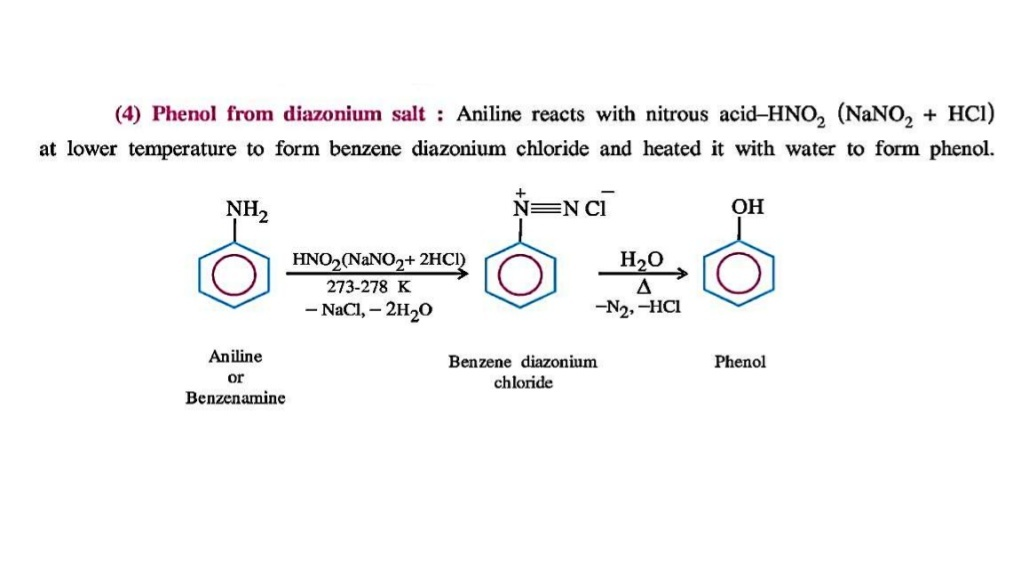 (4) Phenol from diazonium salt : Aniline reacts with nitrous acid–HNO₂ (NaNO₂ + HCl)
at lower temperature to form benzene diazonium chloride and heated it with water to form phenol.
NH₂
N⁺≡N Cl⁻
OH
HNO₂(NaNO₂+ 2HCl)
273-278 K
– NaCl, – 2H₂O
H₂O
Δ
–N₂, –HCl
Aniline
or
Benzenamine
Benzene diazonium
chloride
Phenol